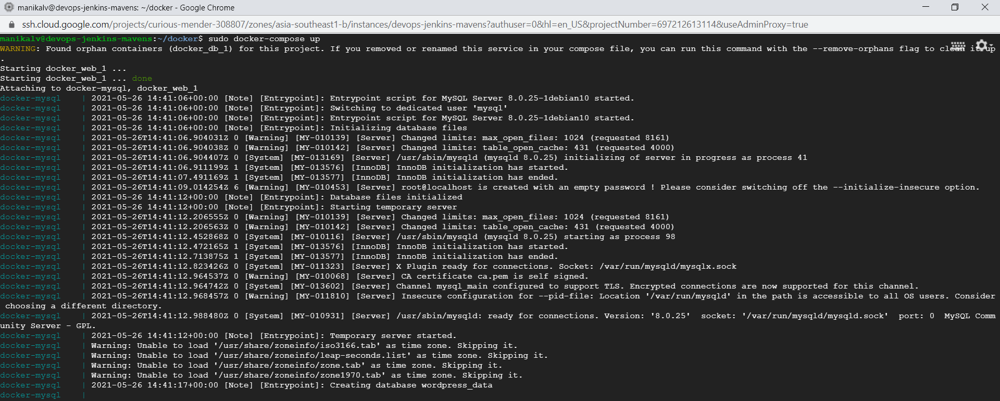 manikalv@devops-jenkins-mavens: ~/docker - Google Chrome
ssh.cloud.google.com/projects/curious-mender-308807/zones/asia-southeast1-b/instances/devops-jenkins-mavens?authuser=0&hl=en_US&projectNumber=697212613114&useAdminProxy=true
manikalv@devops-jenkins-mavens:~/docker$ sudo docker-compose up
WARNING: Found orphan containers (docker_db_1) for this project. If you removed or renamed this service in your compose file, you can run this command with the --remove-orphans flag to clean it up
.
Starting docker_web_1 ...
Starting docker_web_1 ... done
Attaching to docker-mysql, docker_web_1
docker-mysql    | 2021-05-26 14:41:06+00:00 [Note] [Entrypoint]: Entrypoint script for MySQL Server 8.0.25-1debian10 started.
docker-mysql    | 2021-05-26 14:41:06+00:00 [Note] [Entrypoint]: Switching to dedicated user 'mysql'
docker-mysql    | 2021-05-26 14:41:06+00:00 [Note] [Entrypoint]: Entrypoint script for MySQL Server 8.0.25-1debian10 started.
docker-mysql    | 2021-05-26 14:41:06+00:00 [Note] [Entrypoint]: Initializing database files
docker-mysql    | 2021-05-26T14:41:06.904031Z 0 [Warning] [MY-010139] [Server] Changed limits: max_open_files: 1024 (requested 8161)
docker-mysql    | 2021-05-26T14:41:06.904038Z 0 [Warning] [MY-010142] [Server] Changed limits: table_open_cache: 431 (requested 4000)
docker-mysql    | 2021-05-26T14:41:06.904407Z 0 [System] [MY-013169] [Server] /usr/sbin/mysqld (mysqld 8.0.25) initializing of server in progress as process 41
docker-mysql    | 2021-05-26T14:41:06.911199Z 1 [System] [MY-013576] [InnoDB] InnoDB initialization has started.
docker-mysql    | 2021-05-26T14:41:07.491169Z 1 [System] [MY-013577] [InnoDB] InnoDB initialization has ended.
docker-mysql    | 2021-05-26T14:41:09.014254Z 6 [Warning] [MY-010453] [Server] root@localhost is created with an empty password ! Please consider switching off the --initialize-insecure option.
docker-mysql    | 2021-05-26 14:41:12+00:00 [Note] [Entrypoint]: Database files initialized
docker-mysql    | 2021-05-26 14:41:12+00:00 [Note] [Entrypoint]: Starting temporary server
docker-mysql    | 2021-05-26T14:41:12.206555Z 0 [Warning] [MY-010139] [Server] Changed limits: max_open_files: 1024 (requested 8161)
docker-mysql    | 2021-05-26T14:41:12.206563Z 0 [Warning] [MY-010142] [Server] Changed limits: table_open_cache: 431 (requested 4000)
docker-mysql    | 2021-05-26T14:41:12.452868Z 0 [System] [MY-010116] [Server] /usr/sbin/mysqld (mysqld 8.0.25) starting as process 98
docker-mysql    | 2021-05-26T14:41:12.472165Z 1 [System] [MY-013576] [InnoDB] InnoDB initialization has started.
docker-mysql    | 2021-05-26T14:41:12.713875Z 1 [System] [MY-013577] [InnoDB] InnoDB initialization has ended.
docker-mysql    | 2021-05-26T14:41:12.823426Z 0 [System] [MY-011323] [Server] X Plugin ready for connections. Socket: /var/run/mysqld/mysqlx.sock
docker-mysql    | 2021-05-26T14:41:12.964537Z 0 [Warning] [MY-010068] [Server] CA certificate ca.pem is self signed.
docker-mysql    | 2021-05-26T14:41:12.964742Z 0 [System] [MY-013602] [Server] Channel mysql_main configured to support TLS. Encrypted connections are now supported for this channel.
docker-mysql    | 2021-05-26T14:41:12.968457Z 0 [Warning] [MY-011810] [Server] Insecure configuration for --pid-file: Location '/var/run/mysqld' in the path is accessible to all OS users. Consider
choosing a different directory.
docker-mysql    | 2021-05-26T14:41:12.988480Z 0 [System] [MY-010931] [Server] /usr/sbin/mysqld: ready for connections. Version: '8.0.25'  socket: '/var/run/mysqld/mysqld.sock'  port: 0  MySQL Comm
unity Server - GPL.
docker-mysql    | 2021-05-26 14:41:12+00:00 [Note] [Entrypoint]: Temporary server started.
docker-mysql    | Warning: Unable to load '/usr/share/zoneinfo/iso3166.tab' as time zone. Skipping it.
docker-mysql    | Warning: Unable to load '/usr/share/zoneinfo/leap-seconds.list' as time zone. Skipping it.
docker-mysql    | Warning: Unable to load '/usr/share/zoneinfo/zone.tab' as time zone. Skipping it.
docker-mysql    | Warning: Unable to load '/usr/share/zoneinfo/zone1970.tab' as time zone. Skipping it.
docker-mysql    | 2021-05-26 14:41:17+00:00 [Note] [Entrypoint]: Creating database wordpress_data
docker-mysql    |